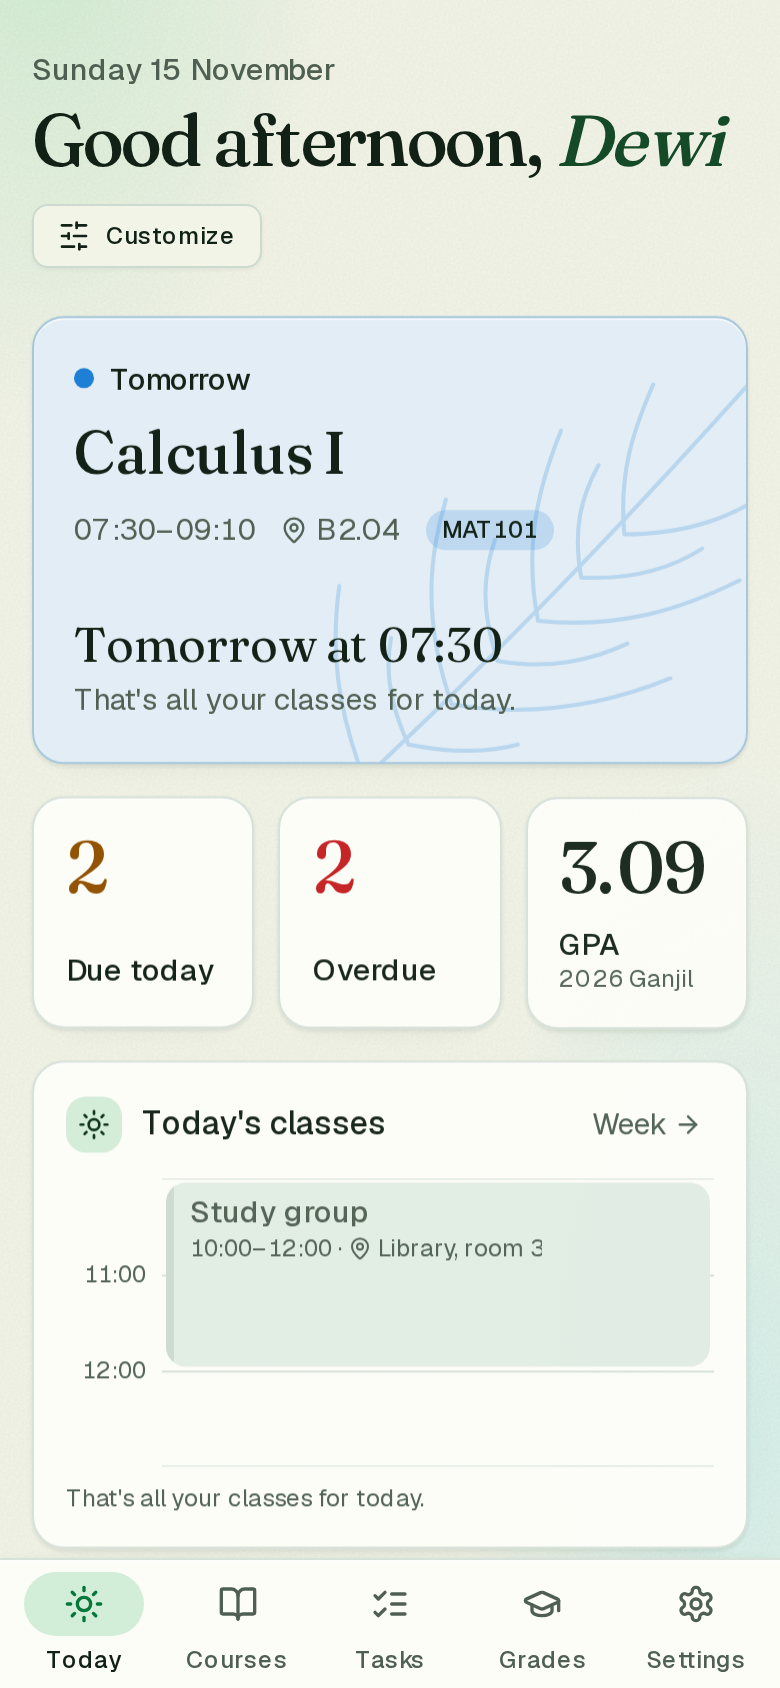 Sunday 15 November
Good afternoon, Dewi
Customize
Tomorrow
Calculus I
07:30–09:10 B2.04 MAT101
Tomorrow at 07:30
That's all your classes for today.
2
Due today
2
Overdue
3.09
GPA
2026 Ganjil
Today's classes
Week →
Study group
10:00–12:00 · Library, room 3
11:00
12:00
That's all your classes for today.
Today
Courses
Tasks
Grades
Settings